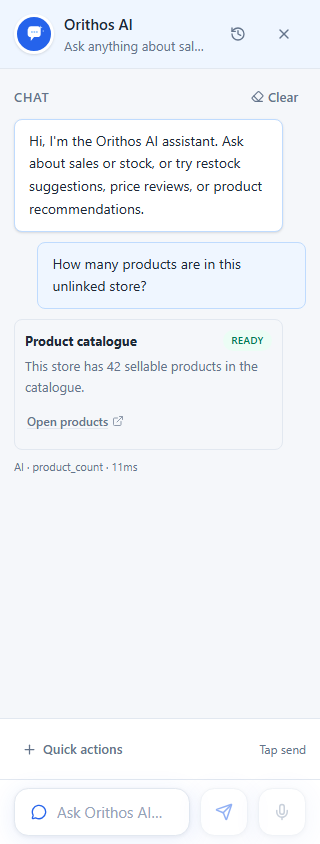 Orithos AI
Ask anything about sal...
CHAT
Clear
Hi, I'm the Orithos AI assistant. Ask
about sales or stock, or try restock
suggestions, price reviews, or product
recommendations.
How many products are in this
unlinked store?
Product catalogue
READY
This store has 42 sellable products in the
catalogue.
Open products
AI · product_count · 11ms
Quick actions
Tap send
Ask Orithos AI...